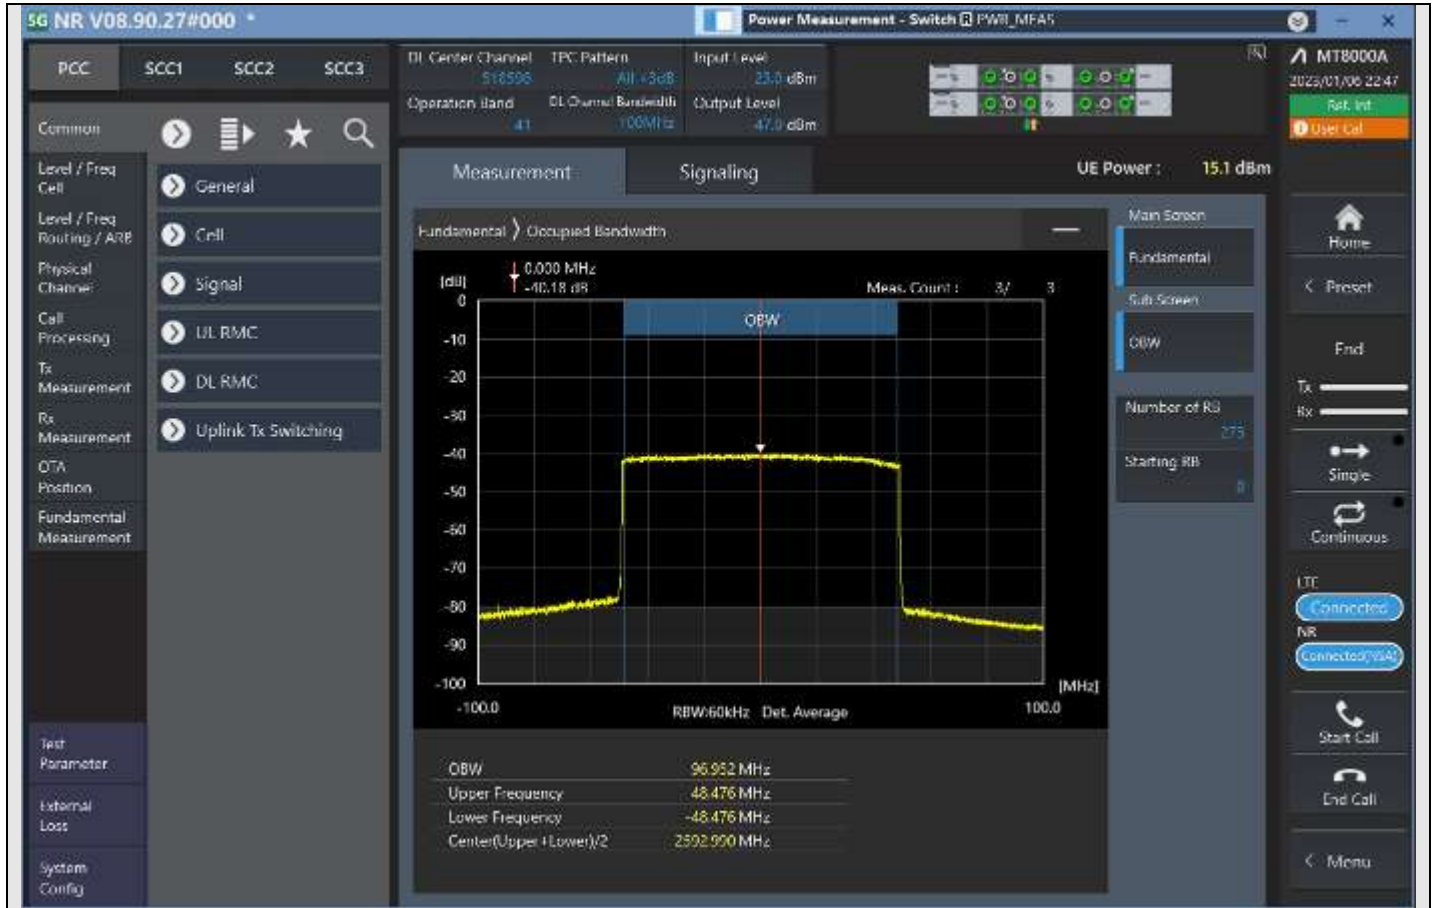 SG NR V08.90.27#000 *
Power Measurement - Switch R PWR_MEAS
PCC SCC1 SCC2 SCC3
DL Center Channel TPC Pattern Input Level
518598 All +3dB 23.0 dBm
Operation Band DL Channel Bandwidth Output Level
41 100MHz -47.0 dBm
MT8000A
2023/01/06 22:47
Ref. Int
User Cal
Common
Level / Freq
Cell
Level / Freq
Routing / ARB
Physical
Channel
Call
Processing
Tx
Measurement
Rx
Measurement
OTA
Position
Fundamental
Measurement
Test
Parameter
External
Loss
System
Config
General
Cell
Signal
UL RMC
DL RMC
Uplink Tx Switching
Measurement Signaling
UE Power : 15.1 dBm
Fundamental > Occupied Bandwidth
[dB]
0.000 MHz
-40.18 dB
Meas. Count : 3/ 3
OBW
0
-10
-20
-30
-40
-50
-60
-70
-80
-90
-100
[MHz]
-100.0 RBW:60kHz Det. Average 100.0
OBW 96.952 MHz
Upper Frequency 48.476 MHz
Lower Frequency -48.476 MHz
Center(Upper+Lower)/2 2592.990 MHz
Main Screen
Fundamental
Sub Screen
OBW
Number of RB
273
Starting RB
0
Home
< Preset
End
Tx
Rx
Single
Continuous
LTE
Connected
NR
Connected(NSA)
Start Call
End Call
< Menu